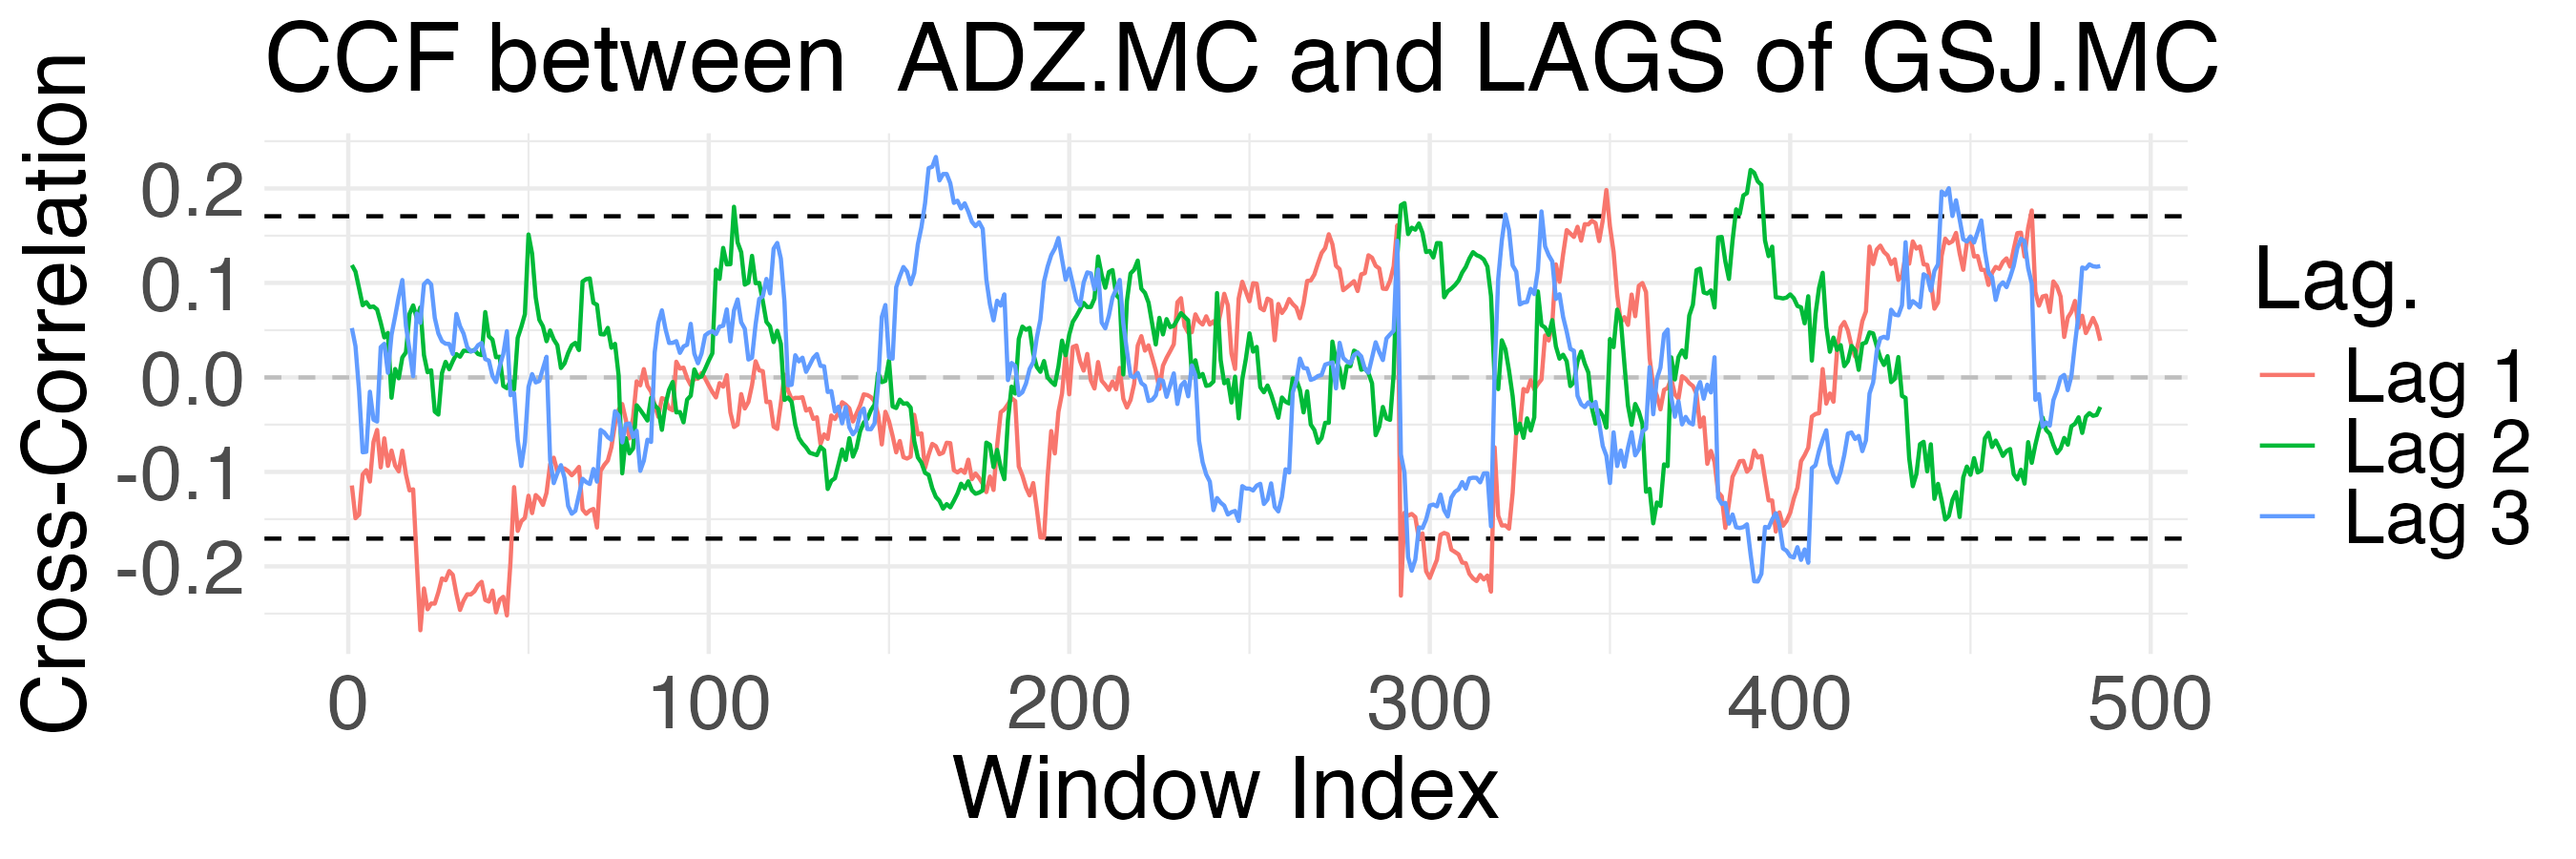 CCF between  ADZ.MC and LAGS of GSJ.MC
Cross-Correlation
0.2
0.1
0.0
-0.1
-0.2
0 100 200 300 400 500
Window Index
Lag.
Lag 1
Lag 2
Lag 3